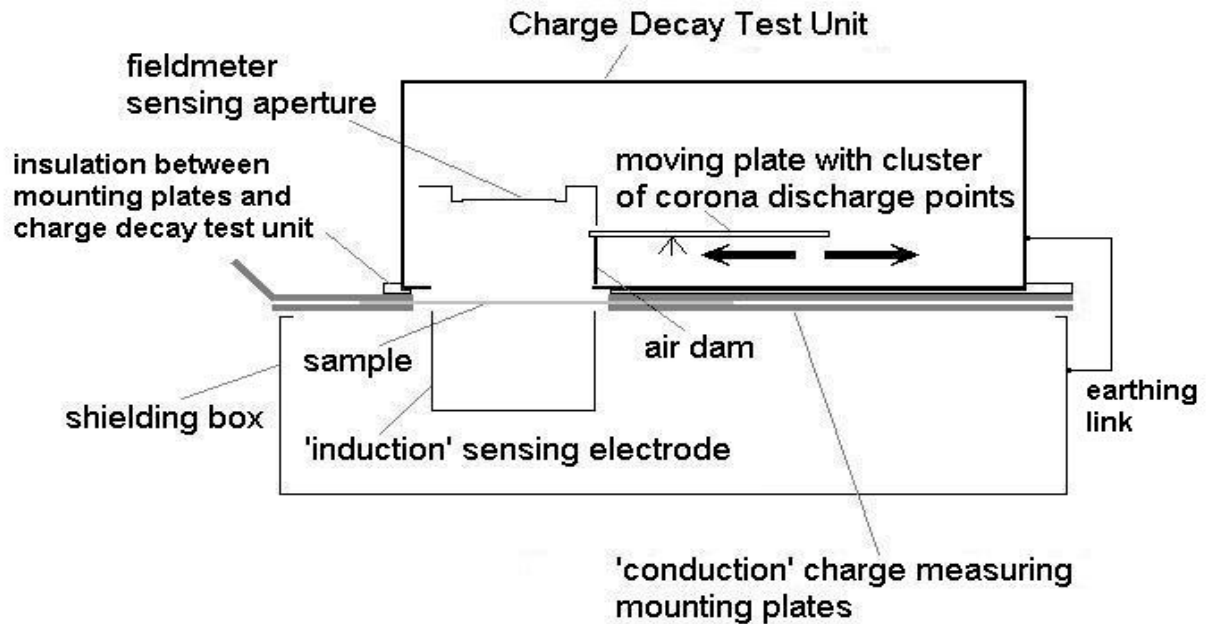 Charge Decay Test Unit
fieldmeter
sensing aperture
insulation between
mounting plates and
charge decay test unit
moving plate with cluster
of corona discharge points
sample
air dam
shielding box
'induction' sensing electrode
earthing
link
'conduction' charge measuring
mounting plates